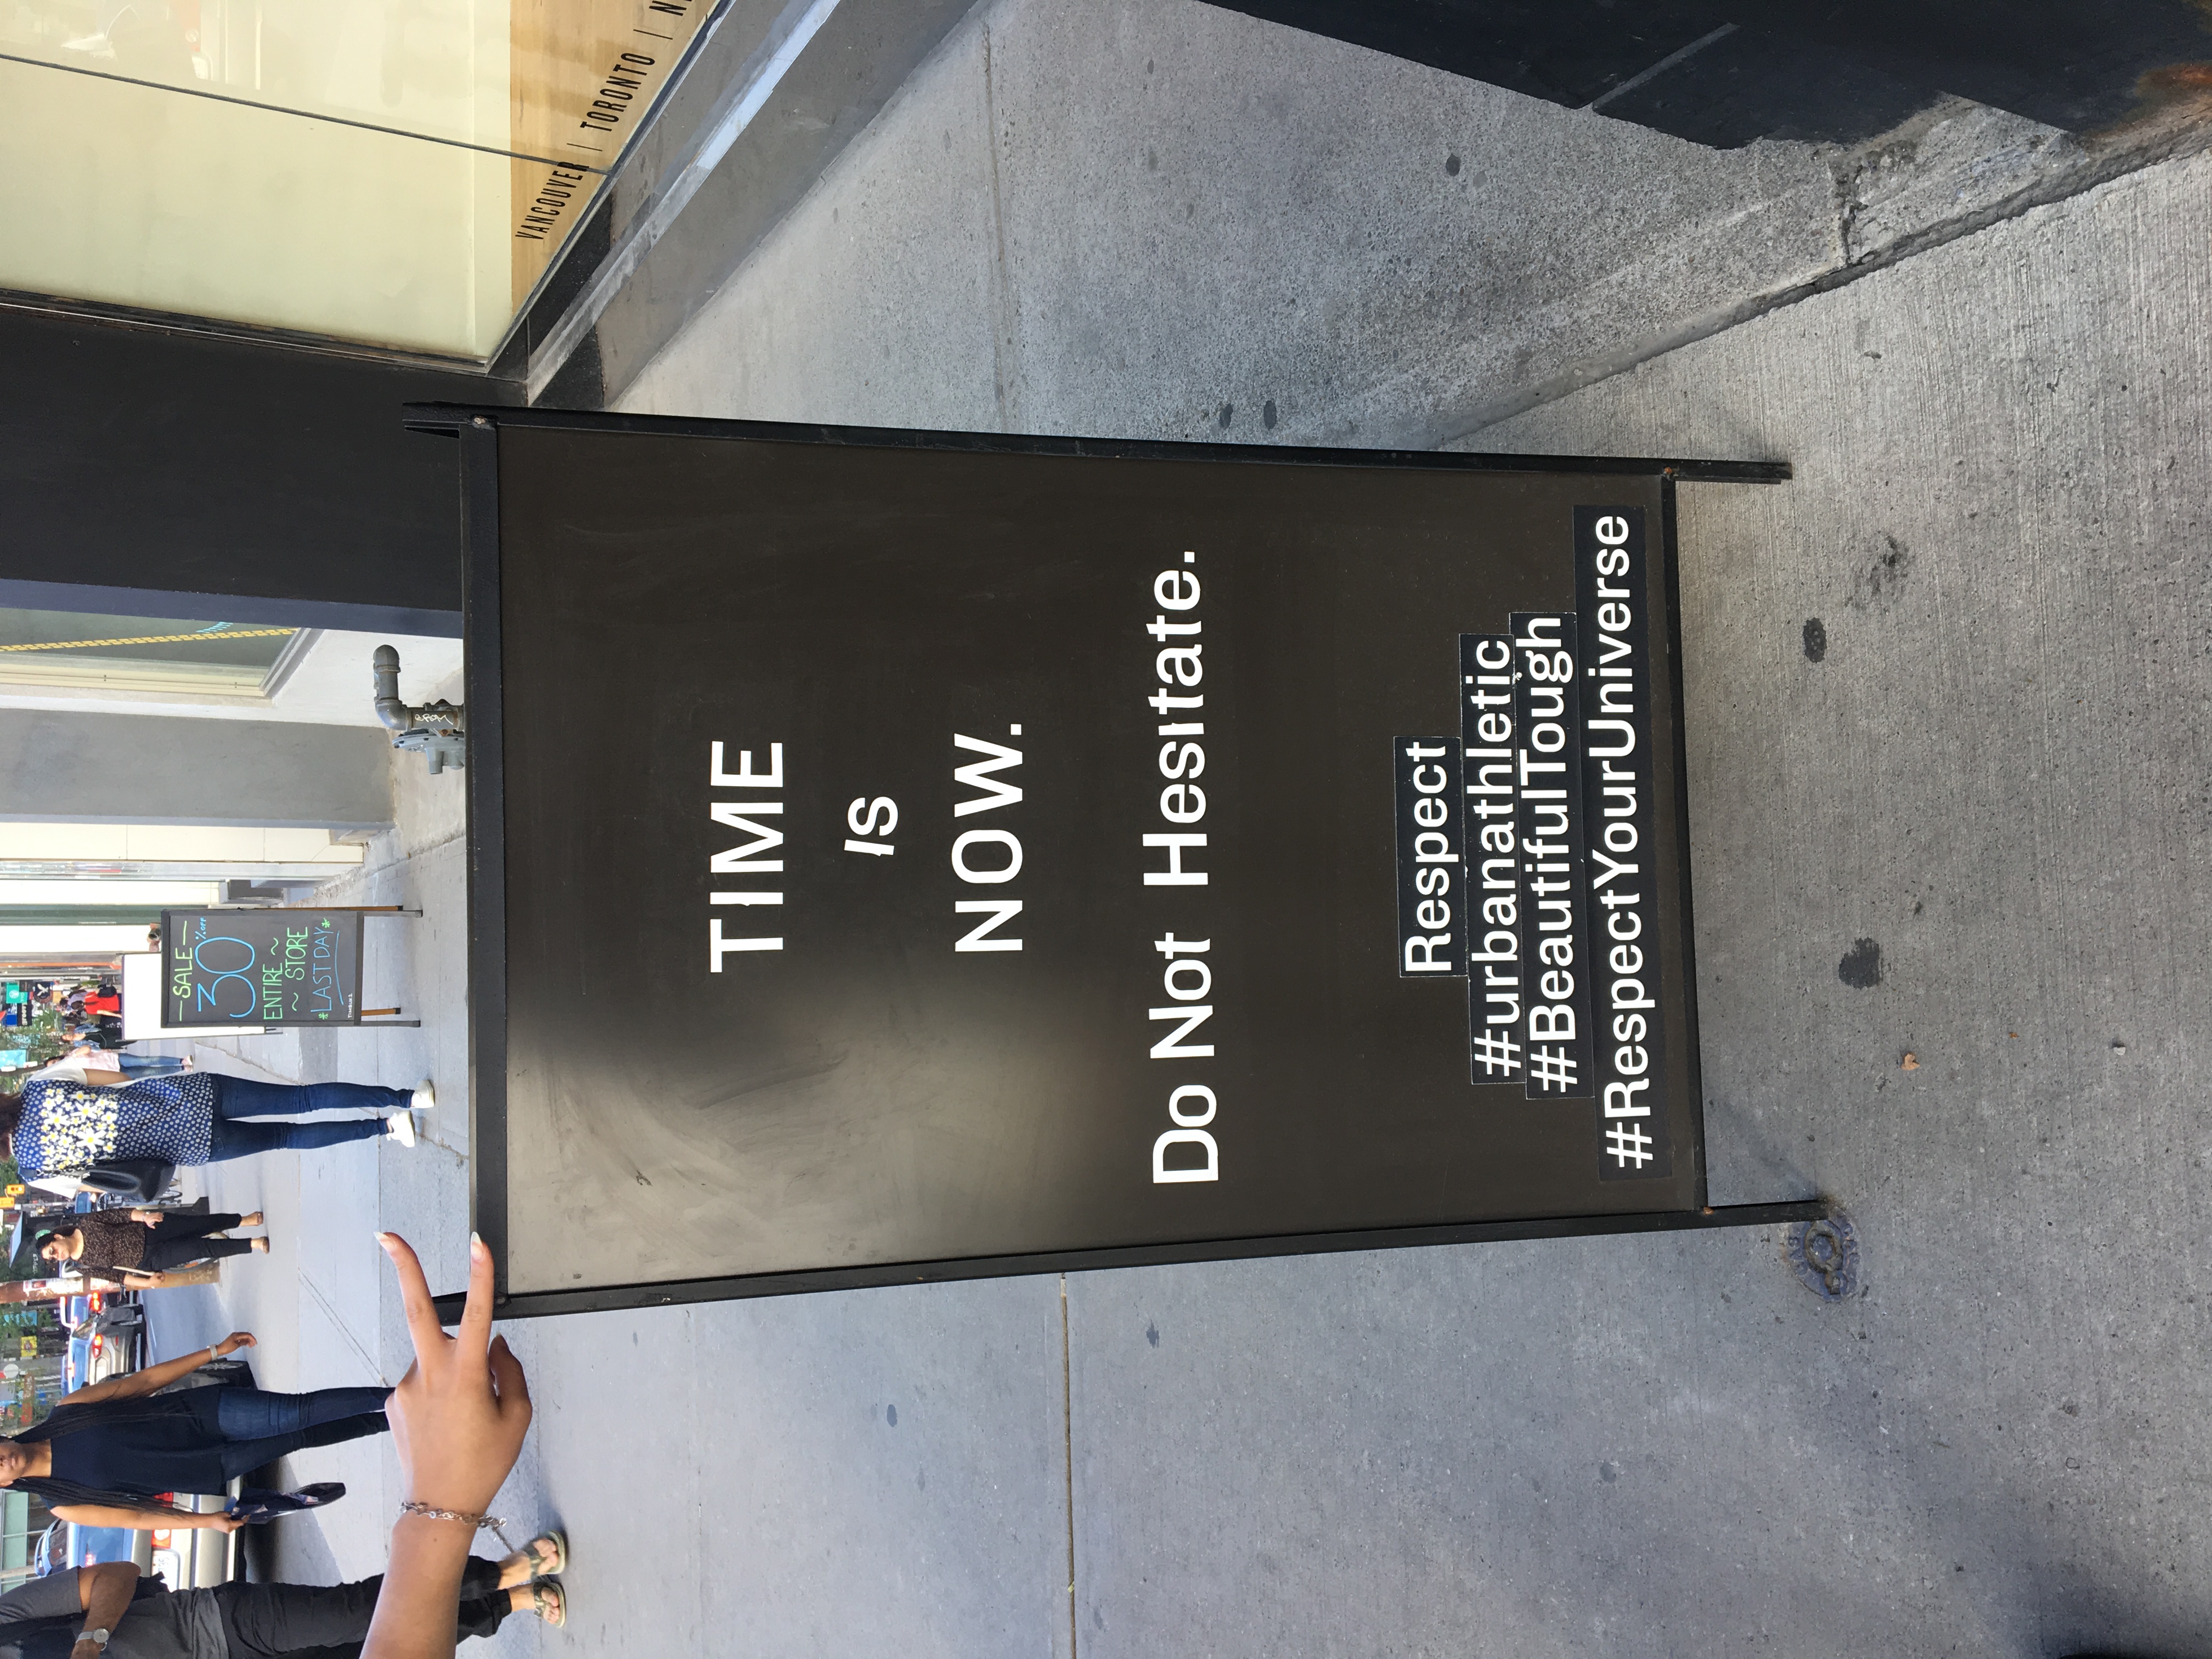 SALE
30 % OFF
ENTIRE ~
~ STORE
*LAST DAY*
TIME
IS
NOW.
Do Not Hesitate.
Respect
#urbanathletic
#BeautifulTough
#RespectYourUniverse
VANCOUVER | TORONTO | N
GAS